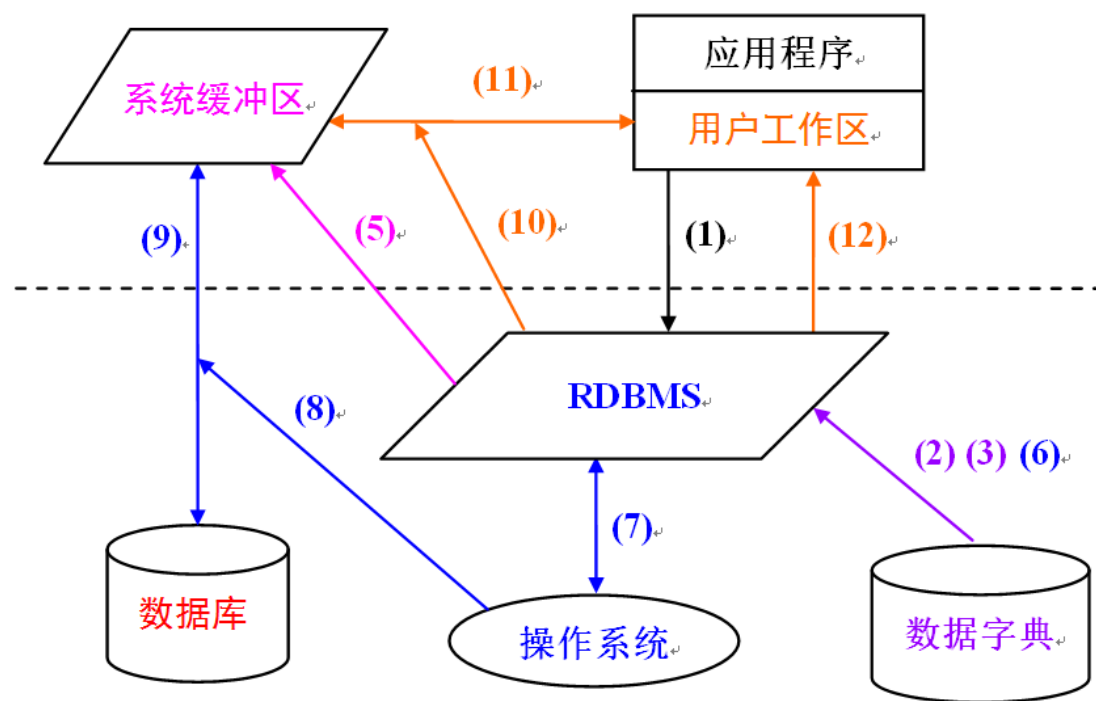 应用程序
系统缓冲区
(11)
用户工作区
(9)
(5)
(10)
(1)
(12)
RDBMS
(8)
(2) (3) (6)
(7)
数据库
操作系统
数据字典